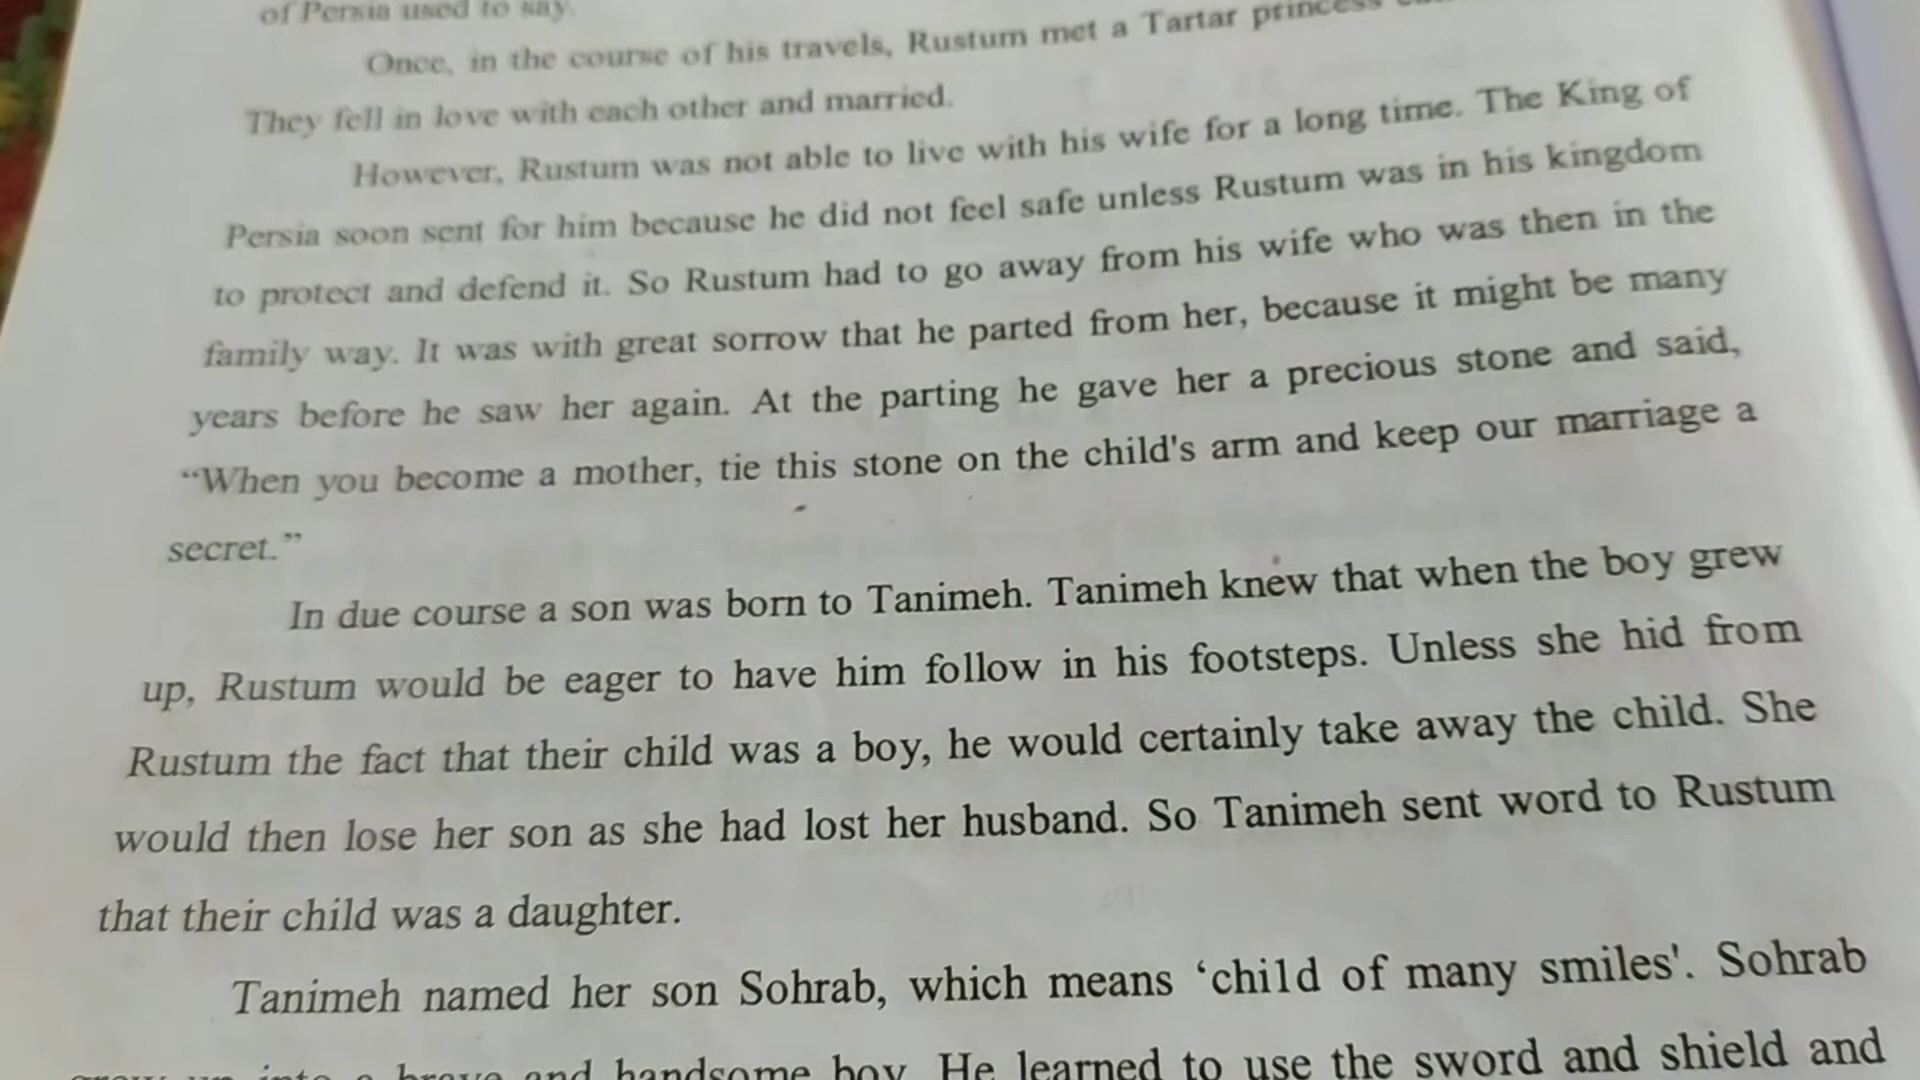 of Persia used to say.
Once, in the course of his travels, Rustum met a Tartar princess
They fell in love with each other and married.
However, Rustum was not able to live with his wife for a long time. The King of
Persia soon sent for him because he did not feel safe unless Rustum was in his kingdom
to protect and defend it. So Rustum had to go away from his wife who was then in the
family way. It was with great sorrow that he parted from her, because it might be many
years before he saw her again. At the parting he gave her a precious stone and said,
“When you become a mother, tie this stone on the child's arm and keep our marriage a
secret.”
In due course a son was born to Tanimeh. Tanimeh knew that when the boy grew
up, Rustum would be eager to have him follow in his footsteps. Unless she hid from
Rustum the fact that their child was a boy, he would certainly take away the child. She
would then lose her son as she had lost her husband. So Tanimeh sent word to Rustum
that their child was a daughter.
Tanimeh named her son Sohrab, which means ‘child of many smiles'. Sohrab
grew up into a brave and handsome boy. He learned to use the sword and shield and